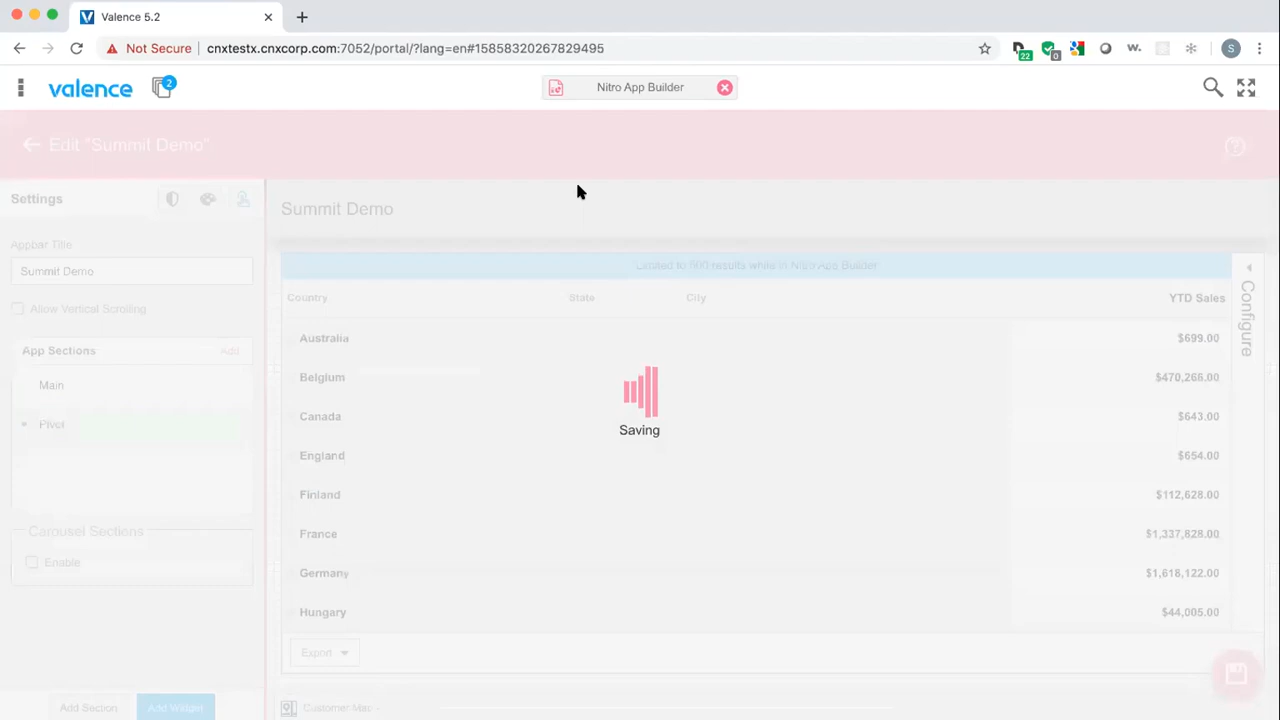 Valence 5.2
Not Secure cnxtestx.cnxcorp.com:7052/portal/?lang=en#15858320267829495
22
0
W.
S
valence
2
Nitro App Builder
Edit "Summit Demo"
Settings
Summit Demo
Appbar Title
Summit Demo
Allow Vertical Scrolling
App Sections
Add
Main
Pivot
Carousel Sections
Enable
Add Section
Add Widget
Limited to 500 results while in Nitro App Builder
Country State City YTD Sales
Australia $699.00
Belgium $470,266.00
Canada $643.00
England $654.00
Finland $112,628.00
France $1,337,828.00
Germany $1,618,122.00
Hungary $44,005.00
Configure
Saving
Export
Customer Map -